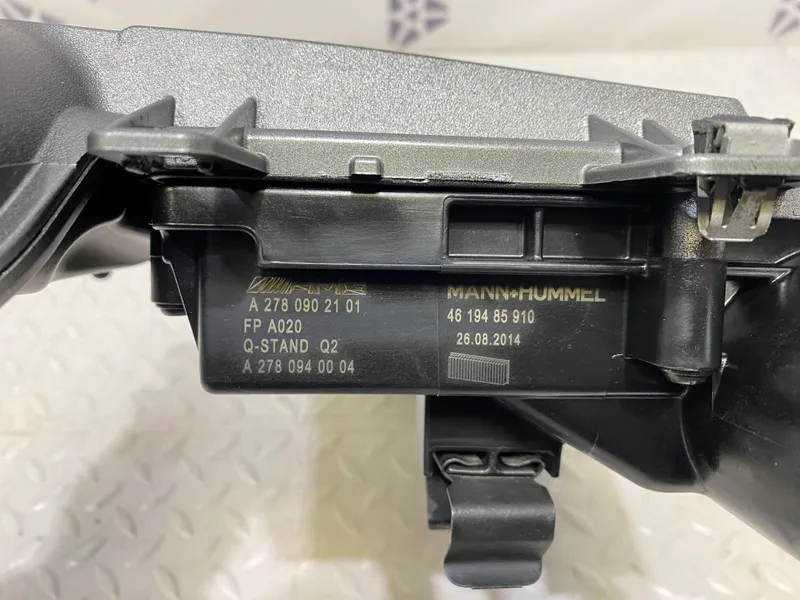 AMG
A 278 090 21 01
FP A020
Q-STAND Q2
A 278 094 00 04
MANN+HUMMEL
46 194 85 910
26.08.2014